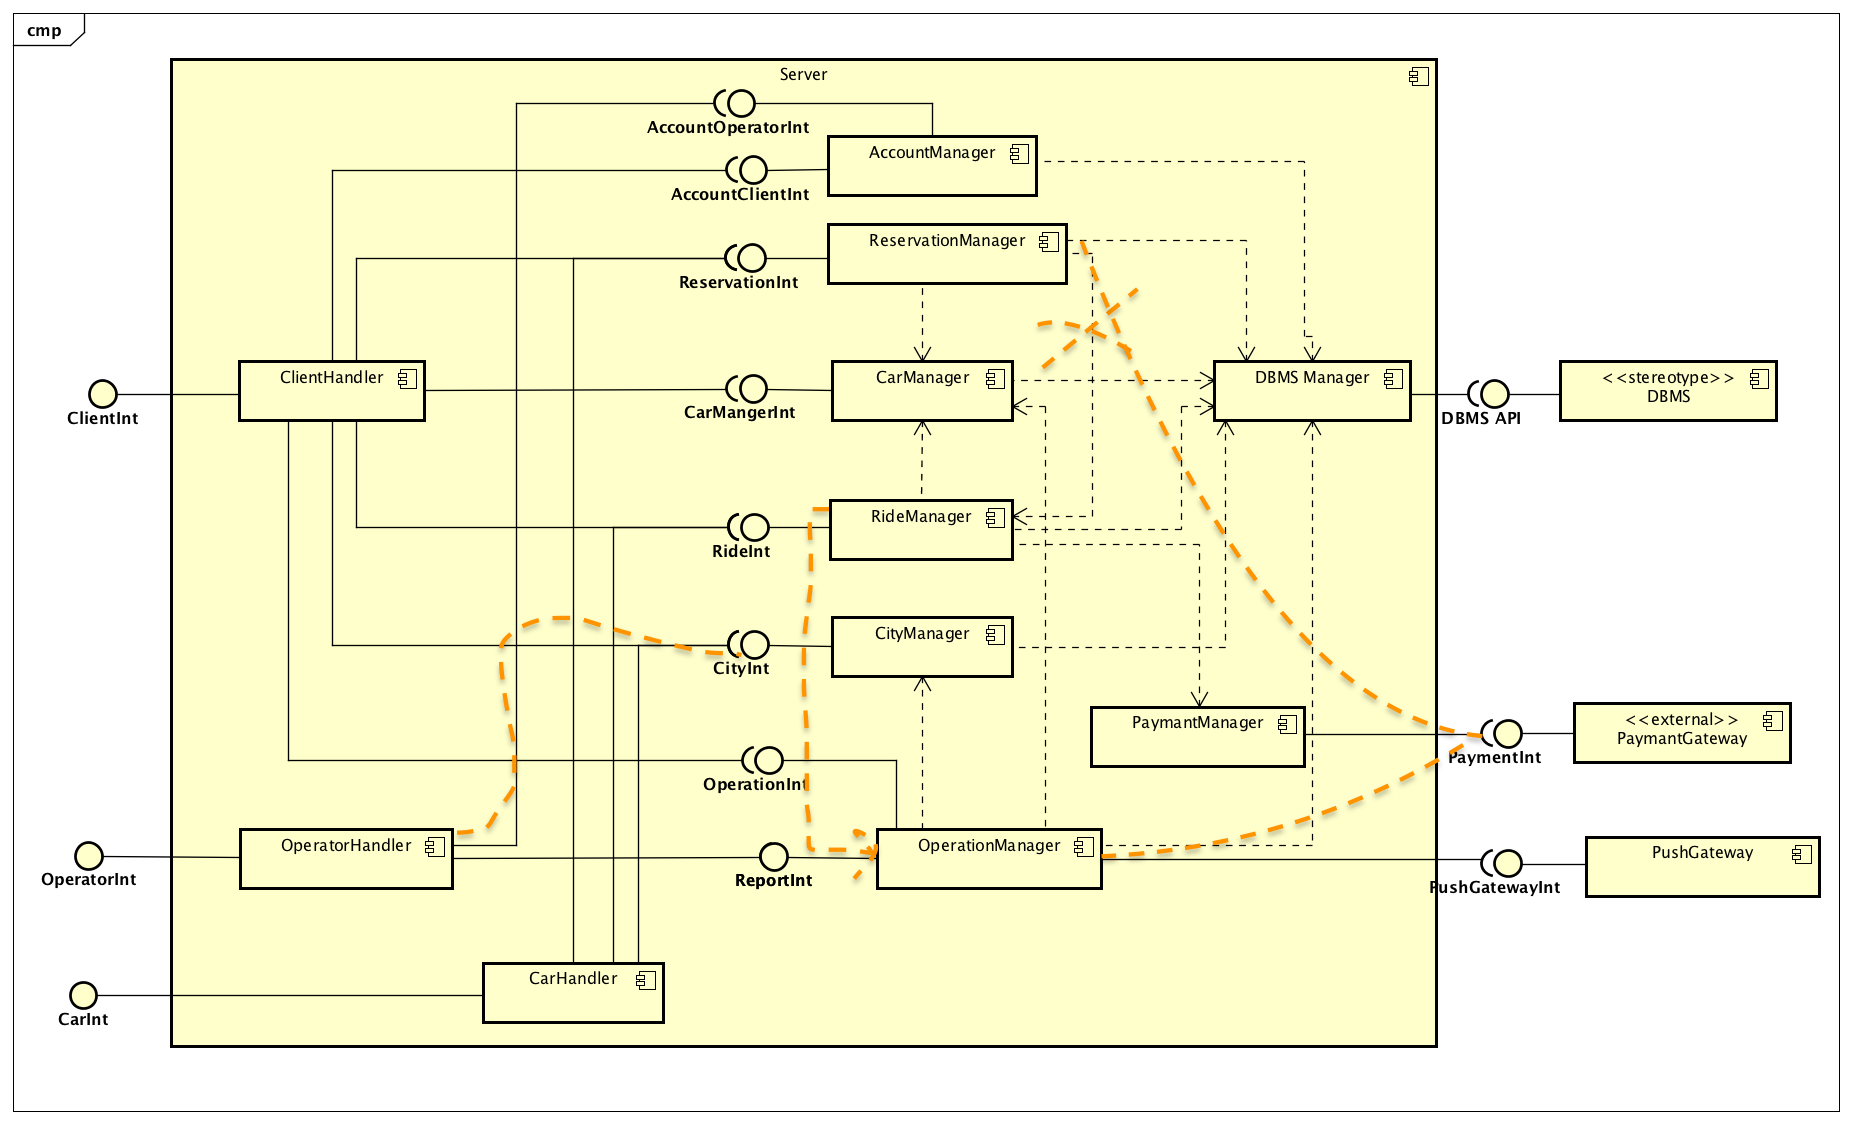 cmp
Server
AccountOperatorInt
AccountManager
AccountClientInt
ReservationManager
ReservationInt
ClientHandler
CarManager
DBMS Manager
<<stereotype>>
DBMS
ClientInt
CarMangerInt
DBMS API
RideManager
RideInt
CityManager
CityInt
PaymantManager
<<external>>
PaymantGateway
PaymentInt
OperationInt
OperatorHandler
OperationManager
PushGateway
OperatorInt
ReportInt
PushGatewayInt
CarHandler
CarInt